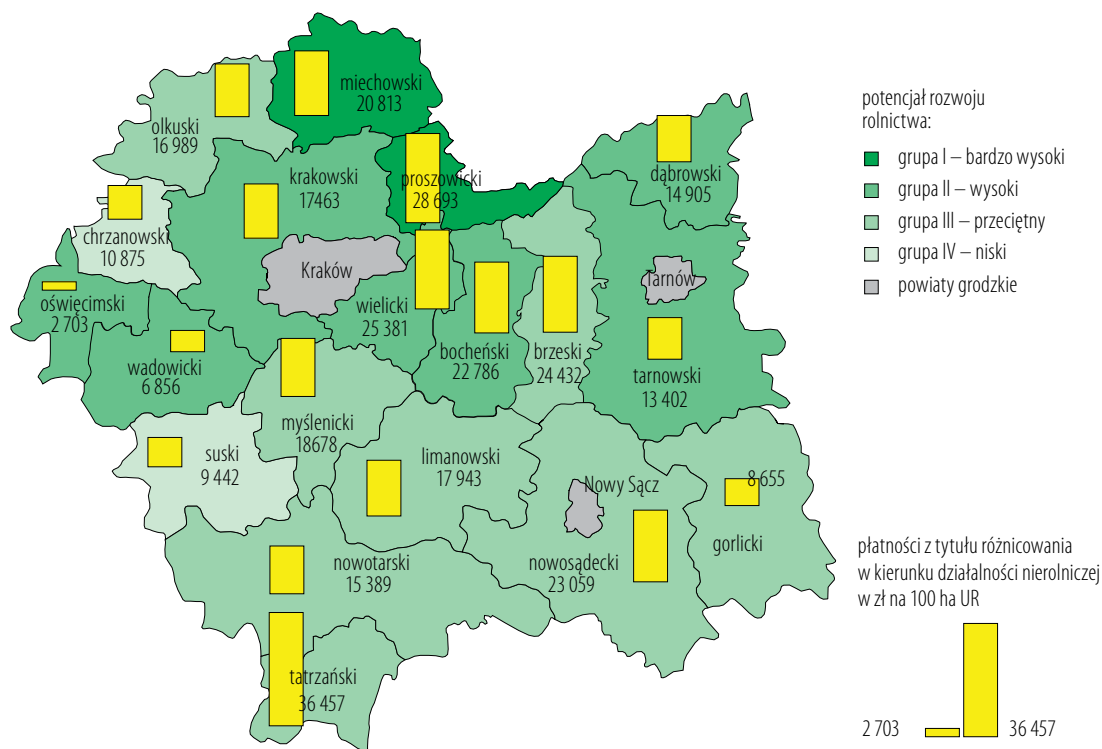 miechowski
20 813
olkuski
16 989
krakowski
17463
proszowicki
28 693
dąbrowski
14 905
chrzanowski
10 875
Kraków
Tarnów
oświęcimski
2 703
wielicki
25 381
bocheński
22 786
brzeski
24 432
tarnowski
13 402
wadowicki
6 856
myślenicki
18678
suski
9 442
limanowski
17 943
Nowy Sącz
8 655
gorlicki
nowotarski
15 389
nowosądecki
23 059
tatrzański
36 457
potencjał rozwoju
rolnictwa:
grupa I – bardzo wysoki
grupa II – wysoki
grupa III – przeciętny
grupa IV – niski
powiaty grodzkie
płatności z tytułu różnicowania
w kierunku działalności nierolniczej
w zł na 100 ha UR
2 703
36 457